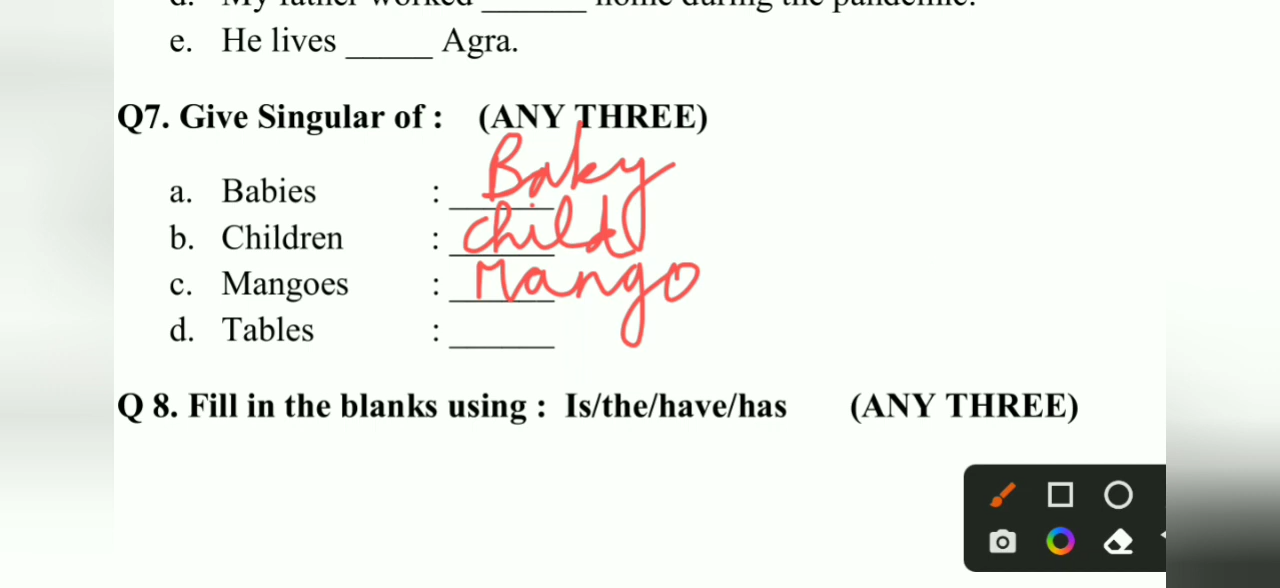 e. He lives _____ Agra.
Q7. Give Singular of : (ANY THREE)
a. Babies : Baby
b. Children : child
c. Mangoes : Mango
d. Tables : ______
Q 8. Fill in the blanks using : Is/the/have/has (ANY THREE)